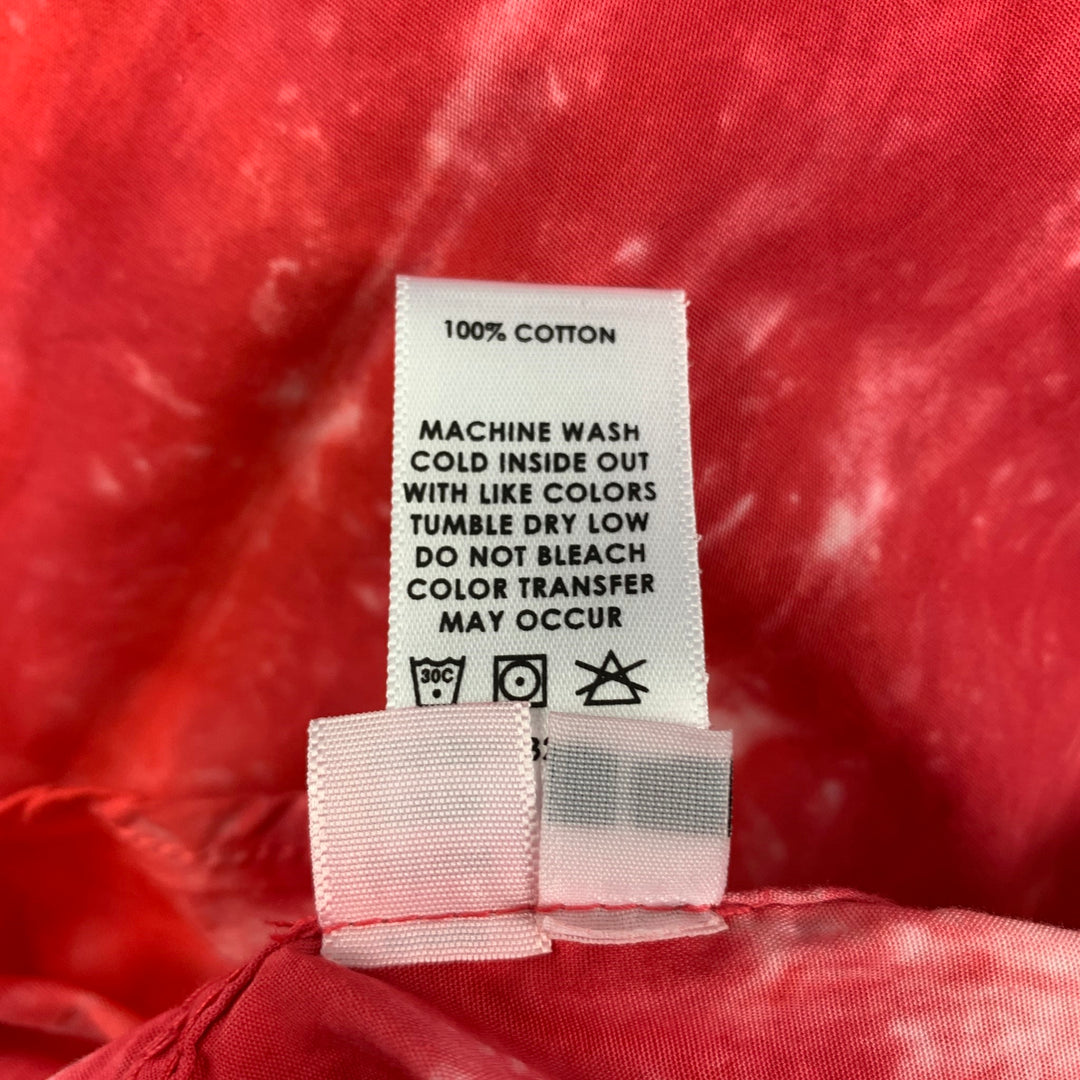 100% COTTON
MACHINE WASH
COLD INSIDE OUT
WITH LIKE COLORS
TUMBLE DRY LOW
DO NOT BLEACH
COLOR TRANSFER
MAY OCCUR
30C